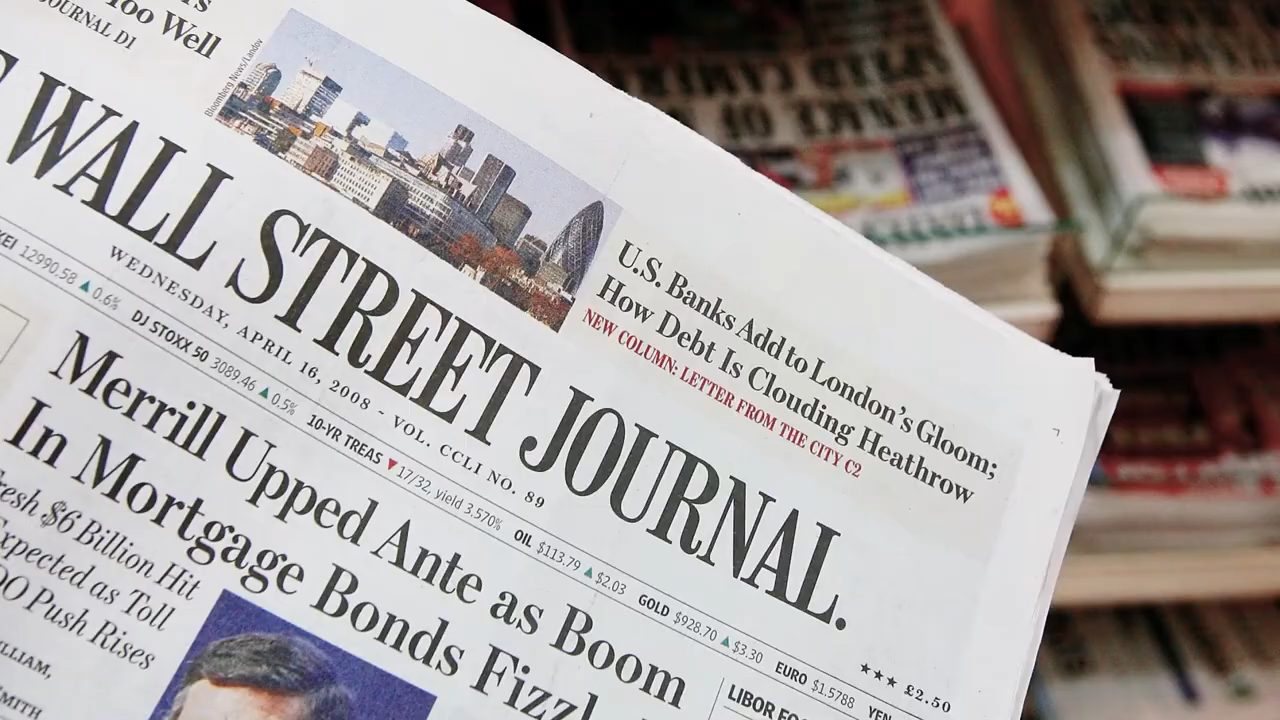 Too Well
JOURNAL D1
Bloomberg News/Landov
U.S. Banks Add to London's Gloom;
How Debt Is Clouding Heathrow
NEW COLUMN: LETTER FROM THE CITY C2
WALL STREET JOURNAL.
WEDNESDAY, APRIL 16, 2008 - VOL. CCLI NO. 89
★★★ £2.50
12990.58 ▲ 0.6% DJ STOXX 50 3089.46 ▲ 0.5% 10-YR TREAS ▼ 17/32, yield 3.570% OIL $113.79 ▲ $2.03 GOLD $928.70 ▲ $3.30 EURO $1.5788 YEN
Merrill Upped Ante as Boom
In Mortgage Bonds
$6 Billion Hit
as Toll
Push Rises
LIBOR